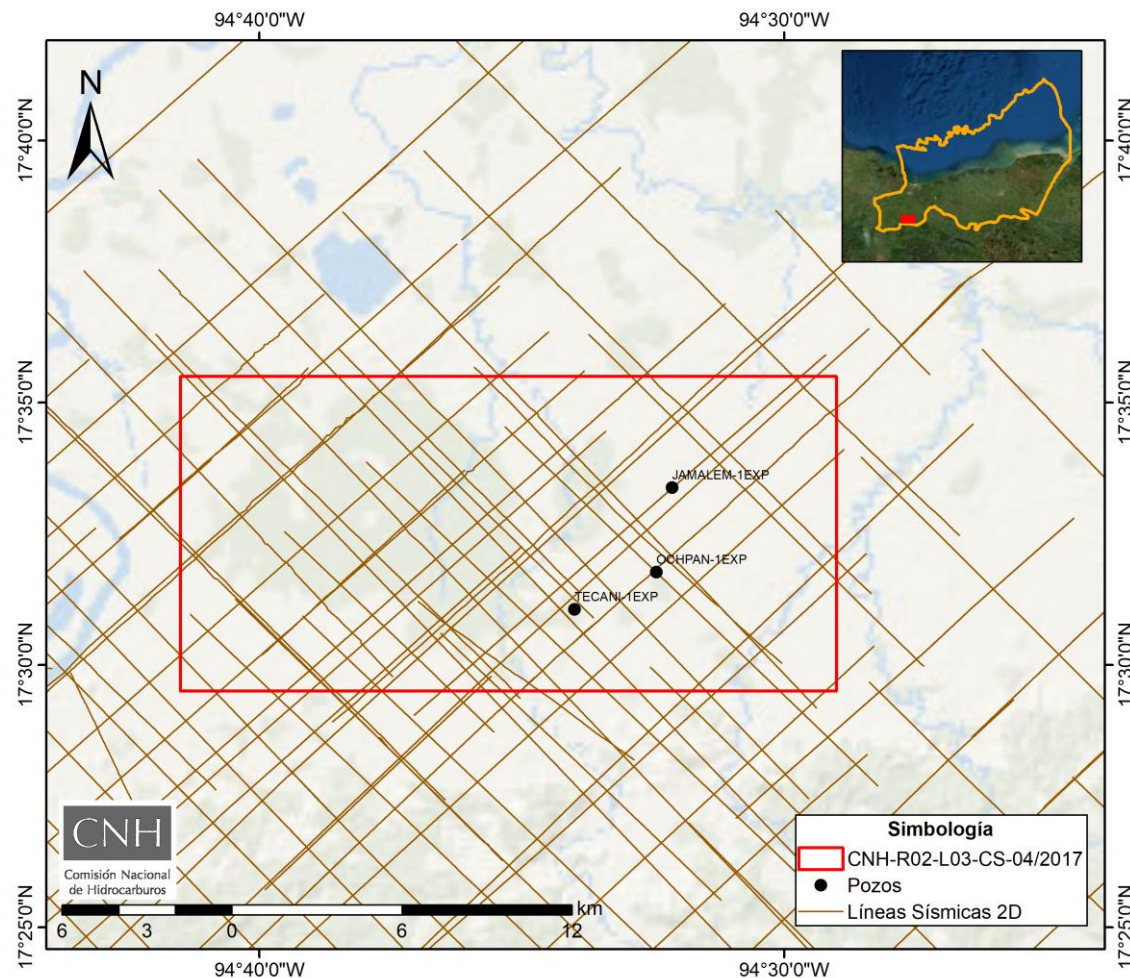 94°40'0"W
94°30'0"W
N
17°40'0"N
17°40'0"N
17°35'0"N
17°35'0"N
JAMALEM-1EXP
OCHPAN-1EXP
TECANI-1EXP
17°30'0"N
17°30'0"N
CNH
Comisión Nacional
de Hidrocarburos
Simbología
CNH-R02-L03-CS-04/2017
Pozos
Líneas Sísmicas 2D
km
6
3
0
6
12
17°25'0"N
17°25'0"N
94°40'0"W
94°30'0"W